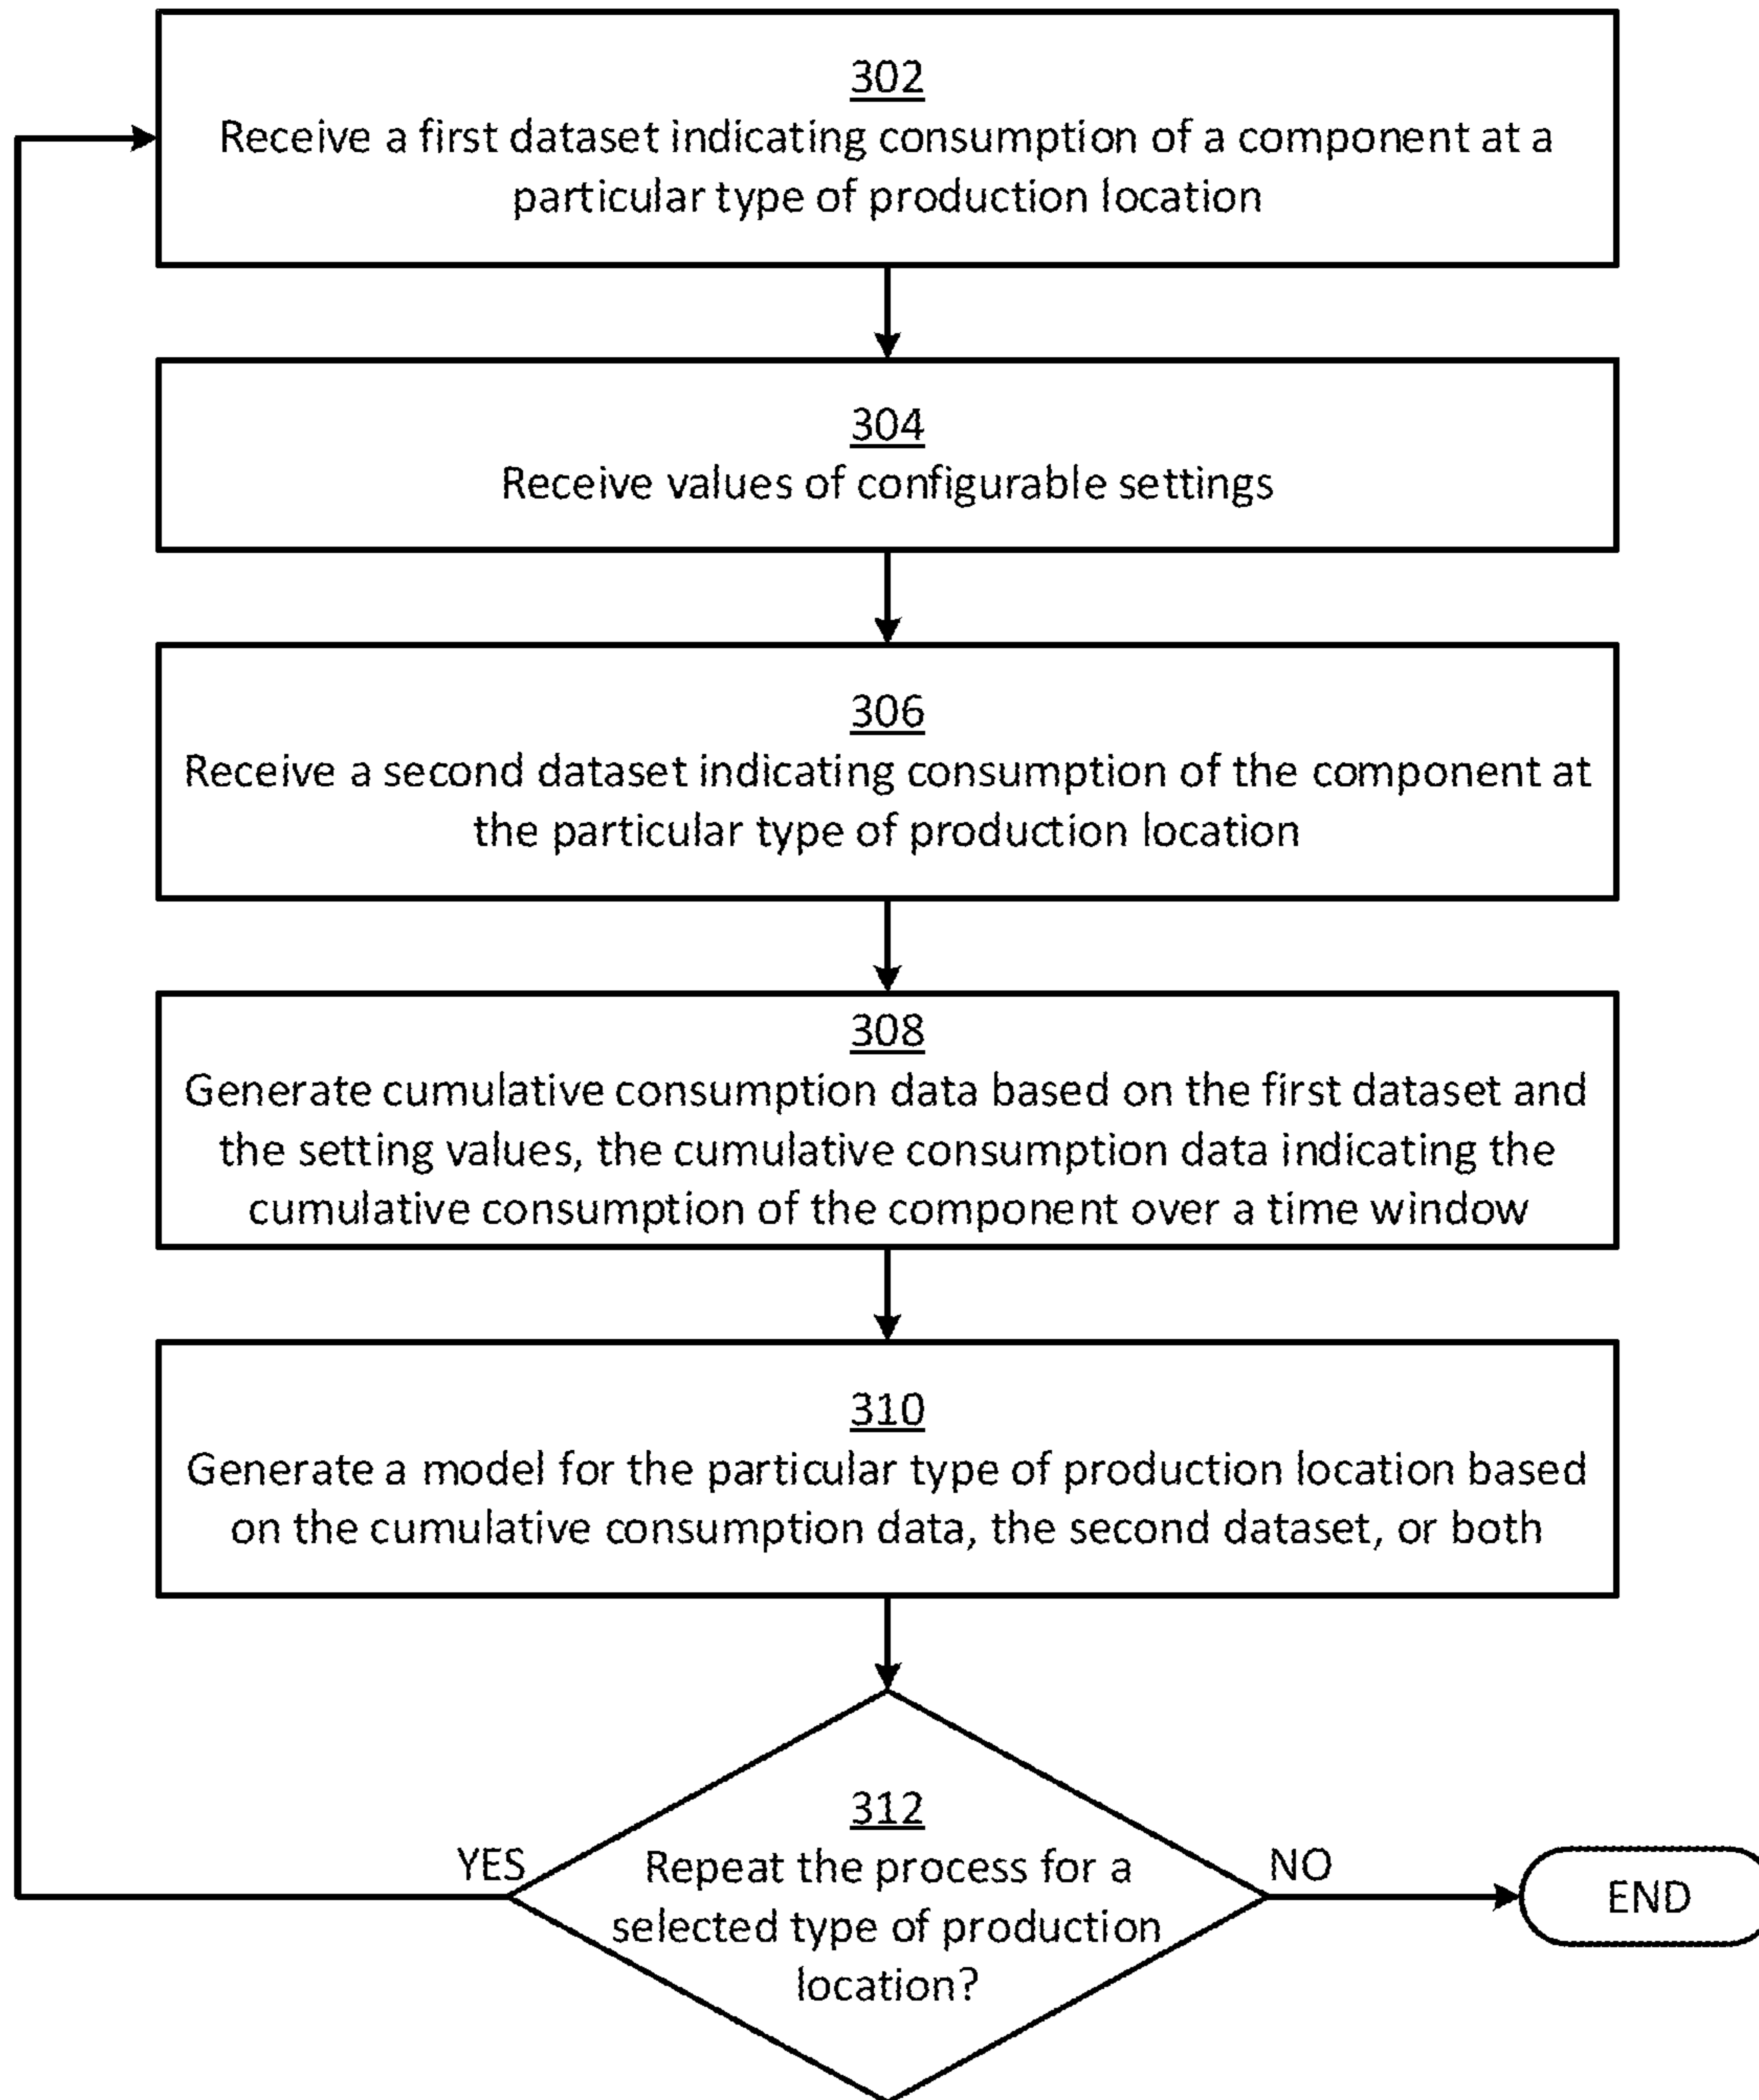 302
Receive a first dataset indicating consumption of a component at a
particular type of production location
304
Receive values of configurable settings
306
Receive a second dataset indicating consumption of the component at
the particular type of production location
308
Generate cumulative consumption data based on the first dataset and
the setting values, the cumulative consumption data indicating the
cumulative consumption of the component over a time window
310
Generate a model for the particular type of production location based
on the cumulative consumption data, the second dataset, or both
312
YES
Repeat the process for a
selected type of production
location?
NO
END